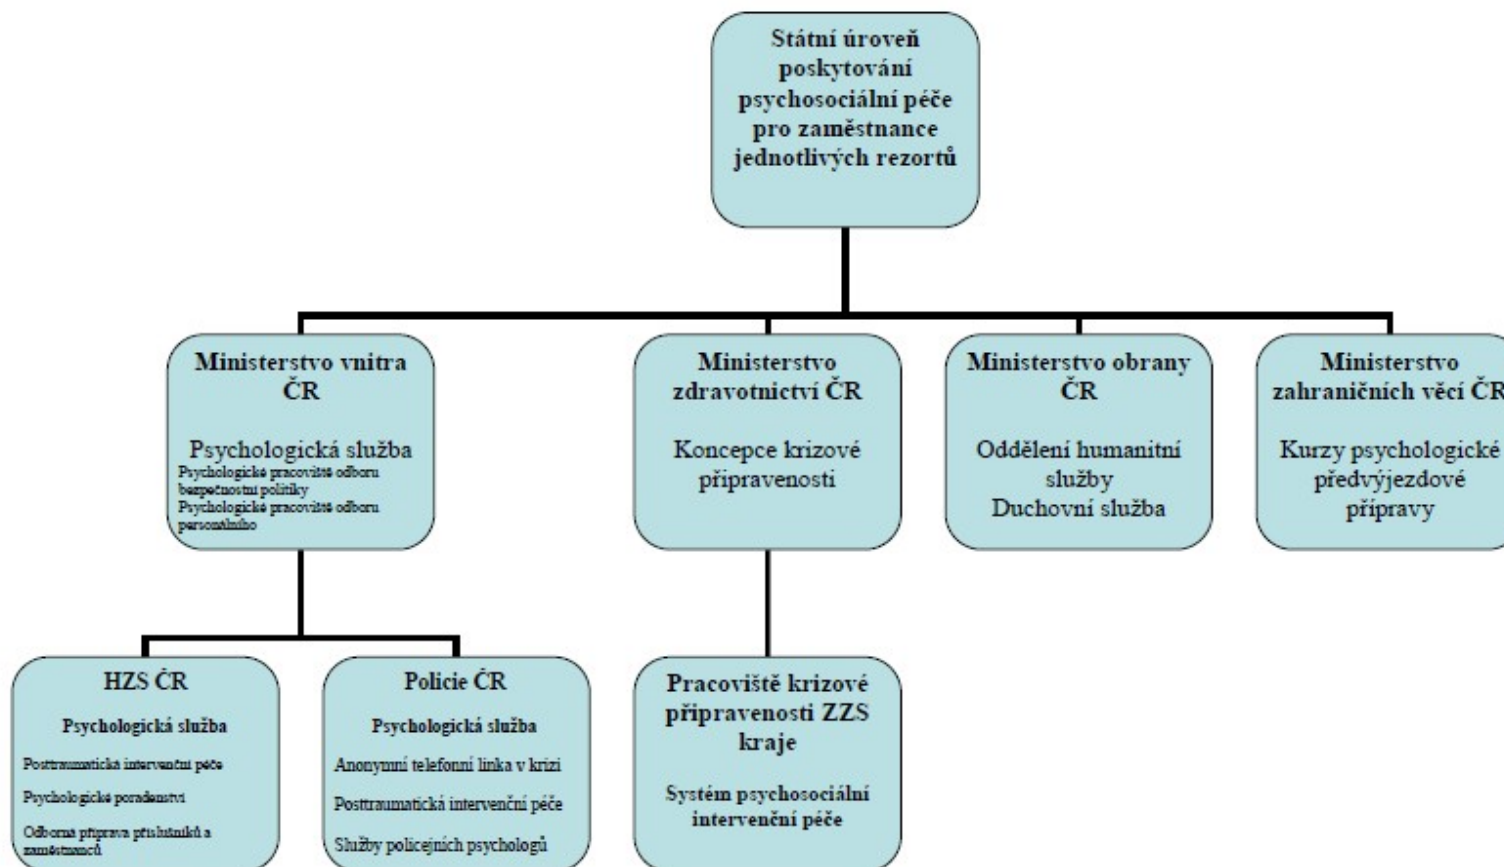 Státní úroveň
poskytování
psychosociální péče
pro zaměstnance
jednotlivých rezortů
Ministerstvo vnitra
ČR
Psychologická služba
Psychologické pracoviště odboru
bezpečnostní politiky
Psychologické pracoviště odboru
personálního
Ministerstvo
zdravotnictví ČR
Koncepce krizové
připravenosti
Ministerstvo obrany
ČR
Oddělení humanitní
služby
Duchovní služba
Ministerstvo
zahraničních věcí ČR
Kurzy psychologické
předvýjezdové
přípravy
HZS ČR
Psychologická služba
Posttraumatická intervenční péče
Psychologické poradenství
Odborná příprava příslušníků a
zaměstnanců
Policie ČR
Psychologická služba
Anonymní telefonní linka v krizi
Posttraumatická intervenční péče
Služby policejních psychologů
Pracoviště krizové
připravenosti ZZS
kraje
Systém psychosociální
intervenční péče